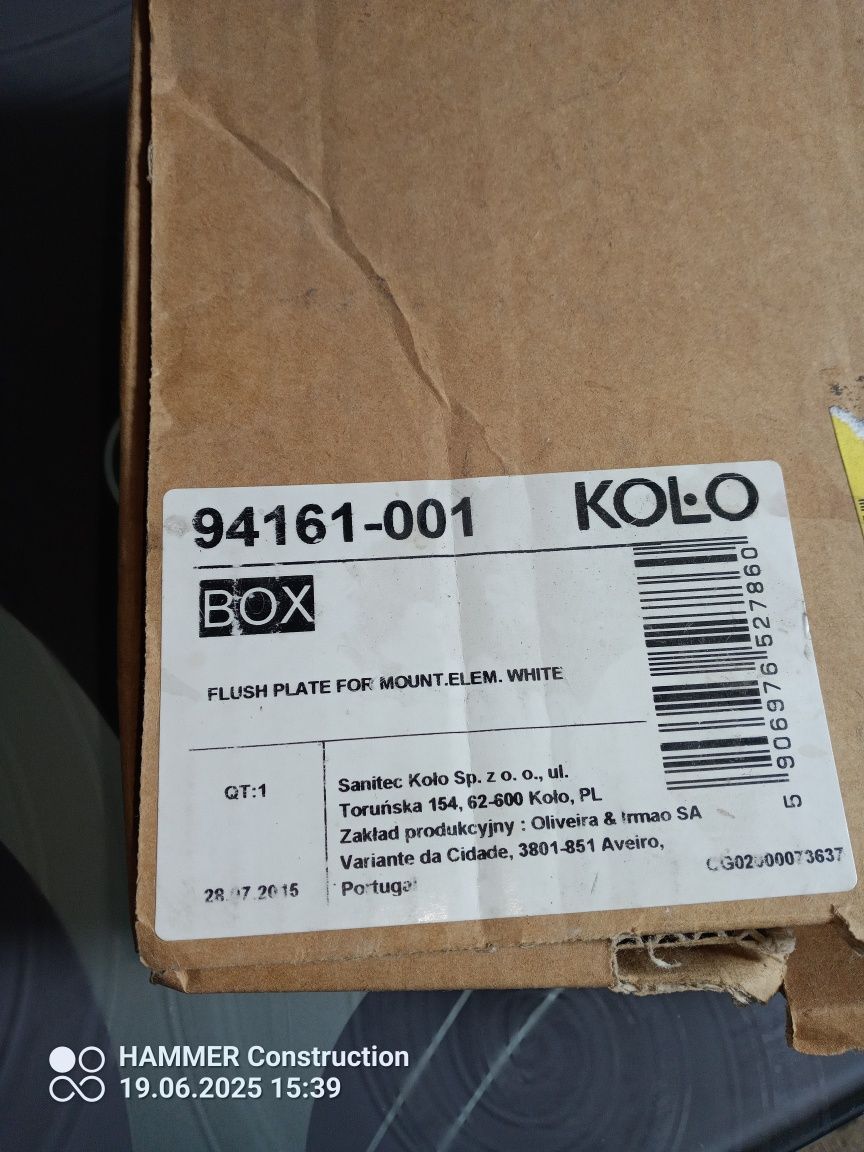 94161-001
KOŁO
BOX
FLUSH PLATE FOR MOUNT.ELEM. WHITE
5 906976 527860
QT:1
28.07.2015
Sanitec Koło Sp. z o. o., ul.
Toruńska 154, 62-600 Koło, PL
Zakład produkcyjny : Oliveira & Irmao SA
Variante da Cidade, 3801-851 Aveiro,
Portugal
CG02000073637
HAMMER Construction
19.06.2025 15:39